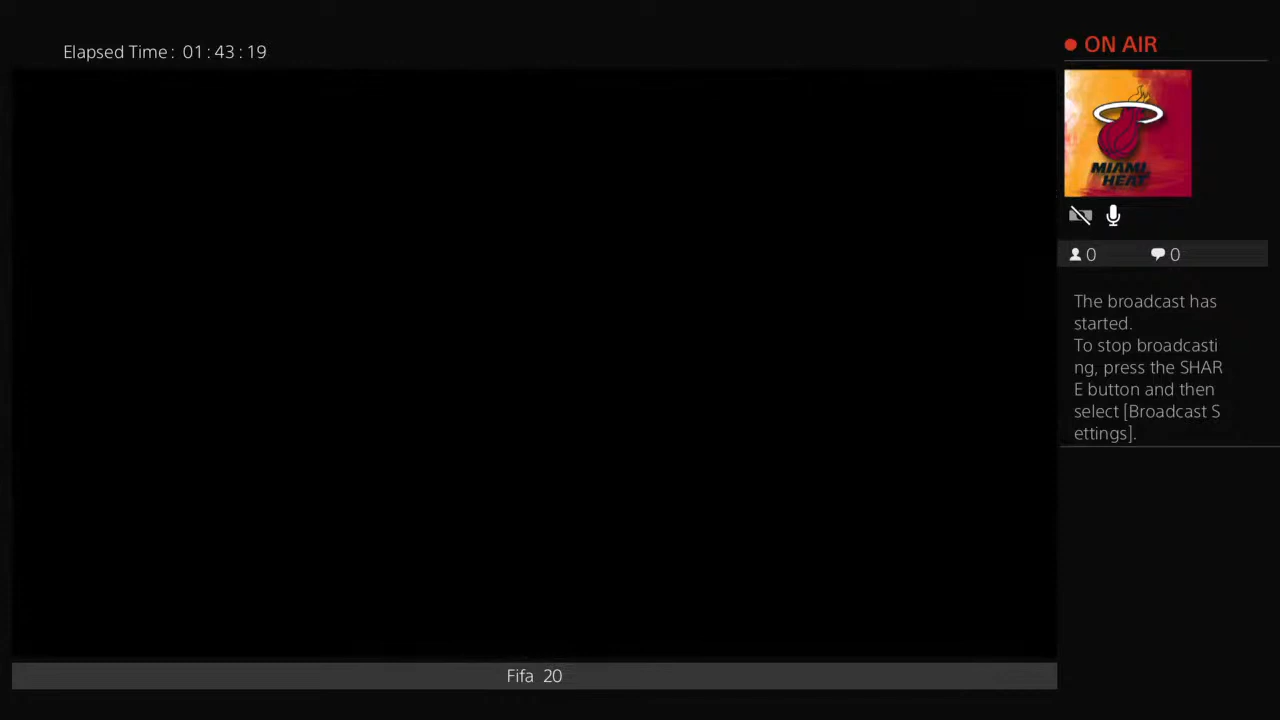 Elapsed Time: 01:43:19
ON AIR
MIAMI
HEAT
0 0
The broadcast has
started.
To stop broadcasti
ng, press the SHAR
E button and then
select [Broadcast S
ettings].
Fifa 20